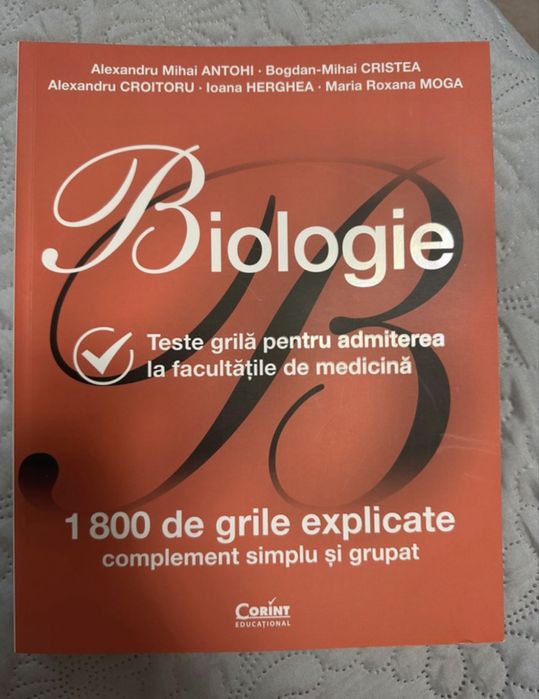 Alexandru Mihai ANTOHI · Bogdan-Mihai CRISTEA
Alexandru CROITORU · Ioana HERGHEA · Maria Roxana MOGA
Biologie
Teste grilă pentru admiterea
la facultățile de medicină
1 800 de grile explicate
complement simplu și grupat
CORINT
EDUCAȚIONAL